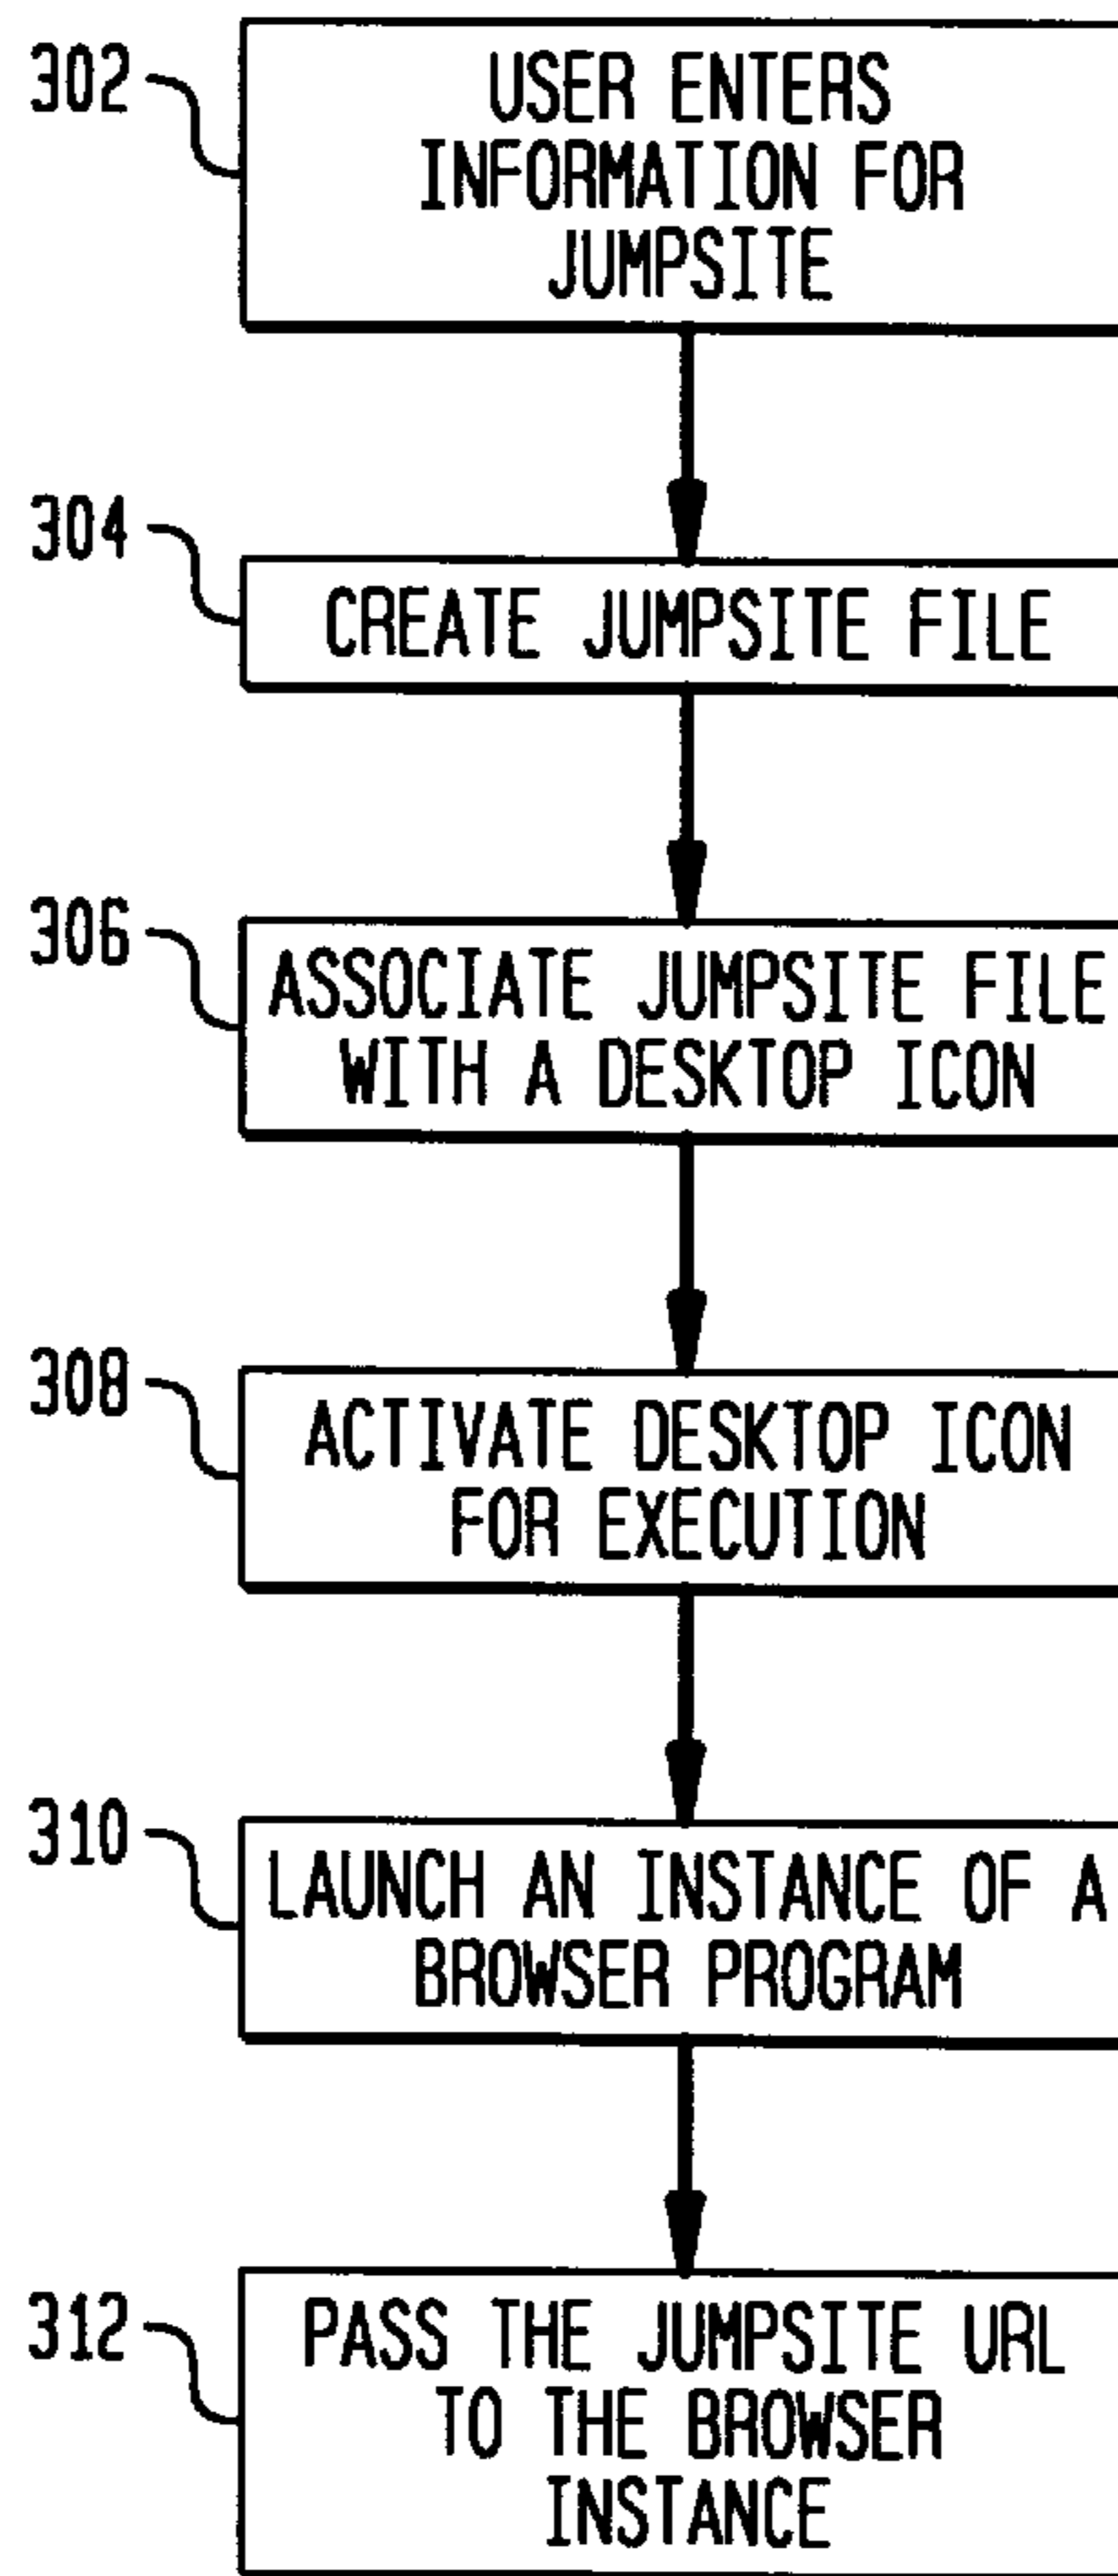 302
USER ENTERS
INFORMATION FOR
JUMPSITE
304
CREATE JUMPSITE FILE
306
ASSOCIATE JUMPSITE FILE
WITH A DESKTOP ICON
308
ACTIVATE DESKTOP ICON
FOR EXECUTION
310
LAUNCH AN INSTANCE OF A
BROWSER PROGRAM
312
PASS THE JUMPSITE URL
TO THE BROWSER
INSTANCE